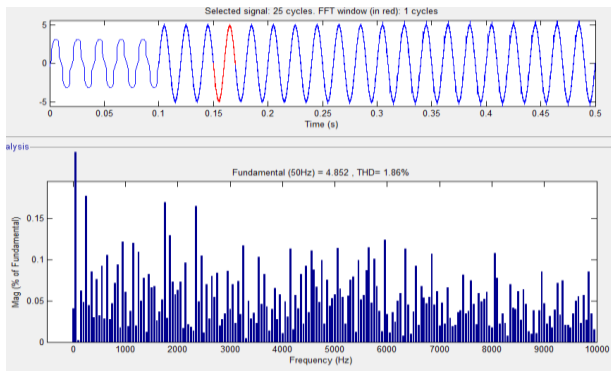 Selected signal: 25 cycles. FFT window (in red): 1 cycles
5
0
-5
0 0.05 0.1 0.15 0.2 0.25 0.3 0.35 0.4 0.45 0.5
Time (s)
alysis
Fundamental (50Hz) = 4.852 , THD= 1.86%
Mag (% of Fundamental)
0.15
0.1
0.05
0
0 1000 2000 3000 4000 5000 6000 7000 8000 9000 10000
Frequency (Hz)